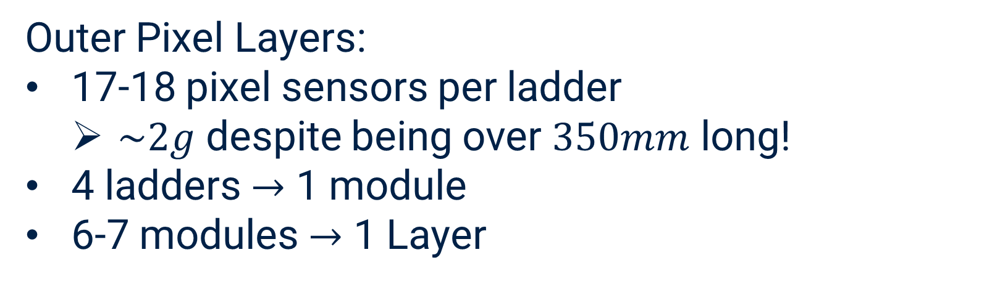 Outer Pixel Layers:
• 17-18 pixel sensors per ladder
➢ ~2g despite being over 350mm long!
• 4 ladders → 1 module
• 6-7 modules → 1 Layer